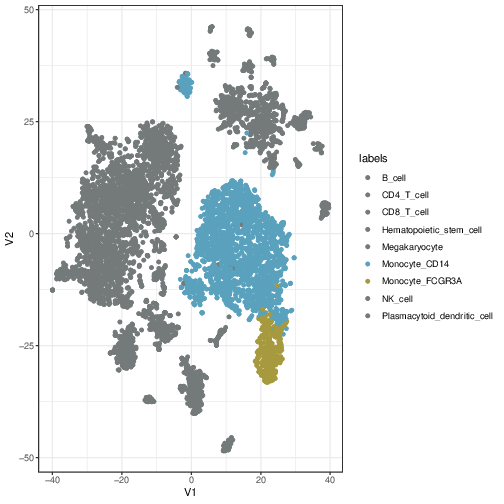 50
25
0
−25
−50
V2
−40
−20
0
20
40
V1
labels
B_cell
CD4_T_cell
CD8_T_cell
Hematopoietic_stem_cell
Megakaryocyte
Monocyte_CD14
Monocyte_FCGR3A
NK_cell
Plasmacytoid_dendritic_cell